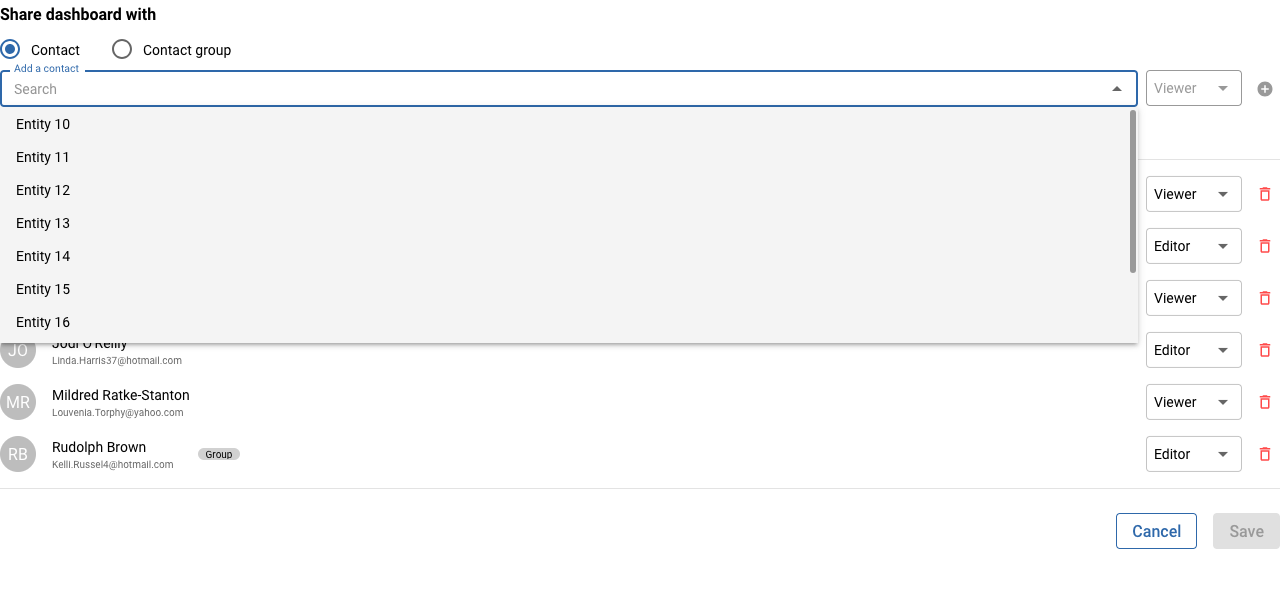 Share dashboard with
Contact
Contact group
Add a contact
Search
Viewer
Entity 10
Entity 11
Entity 12
Entity 13
Entity 14
Entity 15
Entity 16
Viewer
Editor
Viewer
JO
Jodi O'Reilly
Linda.Harris37@hotmail.com
Editor
MR
Mildred Ratke-Stanton
Louvenia.Torphy@yahoo.com
Viewer
RB
Rudolph Brown
Kelli.Russel4@hotmail.com
Group
Editor
Cancel
Save